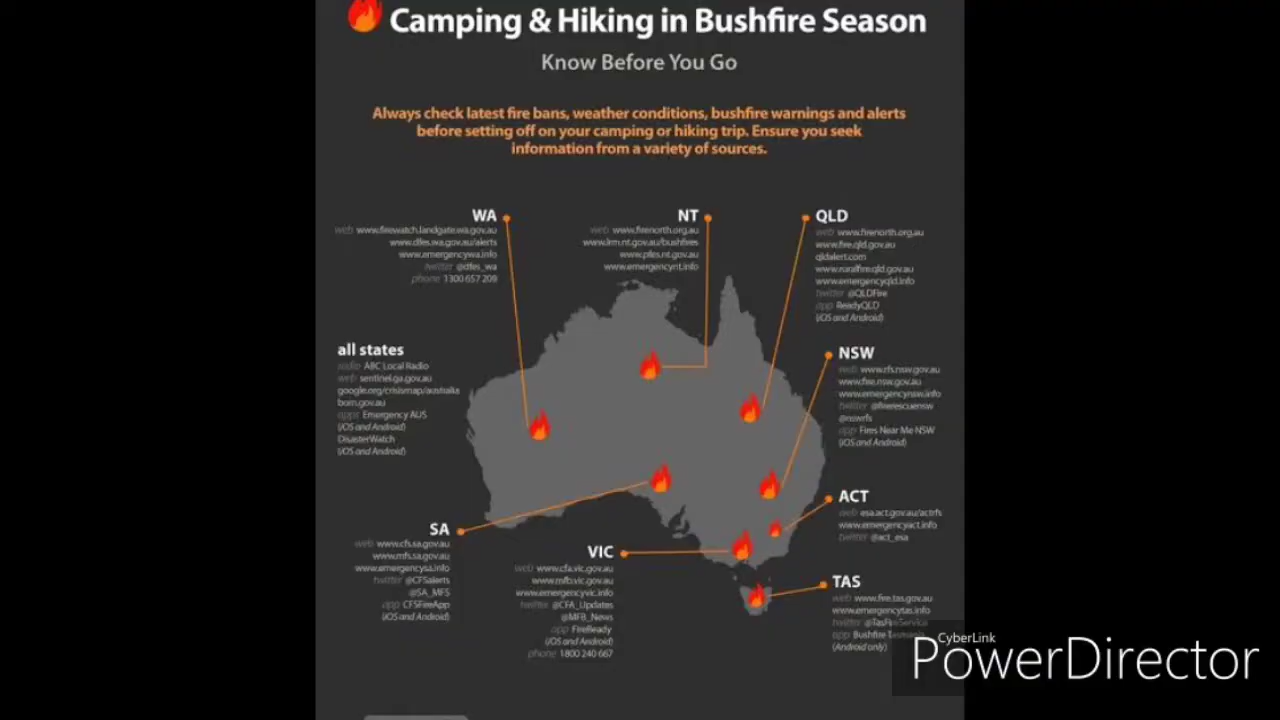 Camping & Hiking in Bushfire Season
Know Before You Go
Always check latest fire bans, weather conditions, bushfire warnings and alerts
before setting off on your camping or hiking trip. Ensure you seek
information from a variety of sources.
WA
web www.firewatch.landgate.wa.gov.au
www.dfes.wa.gov.au/alerts
www.emergencywa.info
twitter @dfes_wa
phone 1300 657 209
NT
web www.firenorth.org.au
www.lrm.nt.gov.au/bushfires
www.pfes.nt.gov.au
www.emergencynt.info
QLD
web www.firenorth.org.au
www.fire.qld.gov.au
qldalert.com
www.ruralfire.qld.gov.au
www.emergencyqld.info
twitter @QLDFire
app ReadyQLD
(iOS and Android)
all states
radio ABC Local Radio
web sentinel.ga.gov.au
google.org/crisismap/australia
bom.gov.au
apps Emergency AUS
(iOS and Android)
DisasterWatch
(iOS and Android)
NSW
web www.rfs.nsw.gov.au
www.fire.nsw.gov.au
www.emergencynsw.info
twitter @firerescuensw
@nswrfs
app Fires Near Me NSW
(iOS and Android)
ACT
web esa.act.gov.au/actrfs
www.emergencyact.info
twitter @act_esa
SA
web www.cfs.sa.gov.au
www.mfs.sa.gov.au
www.emergencysa.info
twitter @CFSalerts
@SA_MFS
app CFSFireApp
(iOS and Android)
VIC
web www.cfa.vic.gov.au
www.mfb.vic.gov.au
www.emergencyvic.info
twitter @CFA_Updates
@MFB_News
app FireReady
(iOS and Android)
phone 1800 240 667
TAS
web www.fire.tas.gov.au
www.emergencytas.info
twitter @TasFireService
app Bushfire Tasmania
(Android only)
CyberLink
PowerDirector